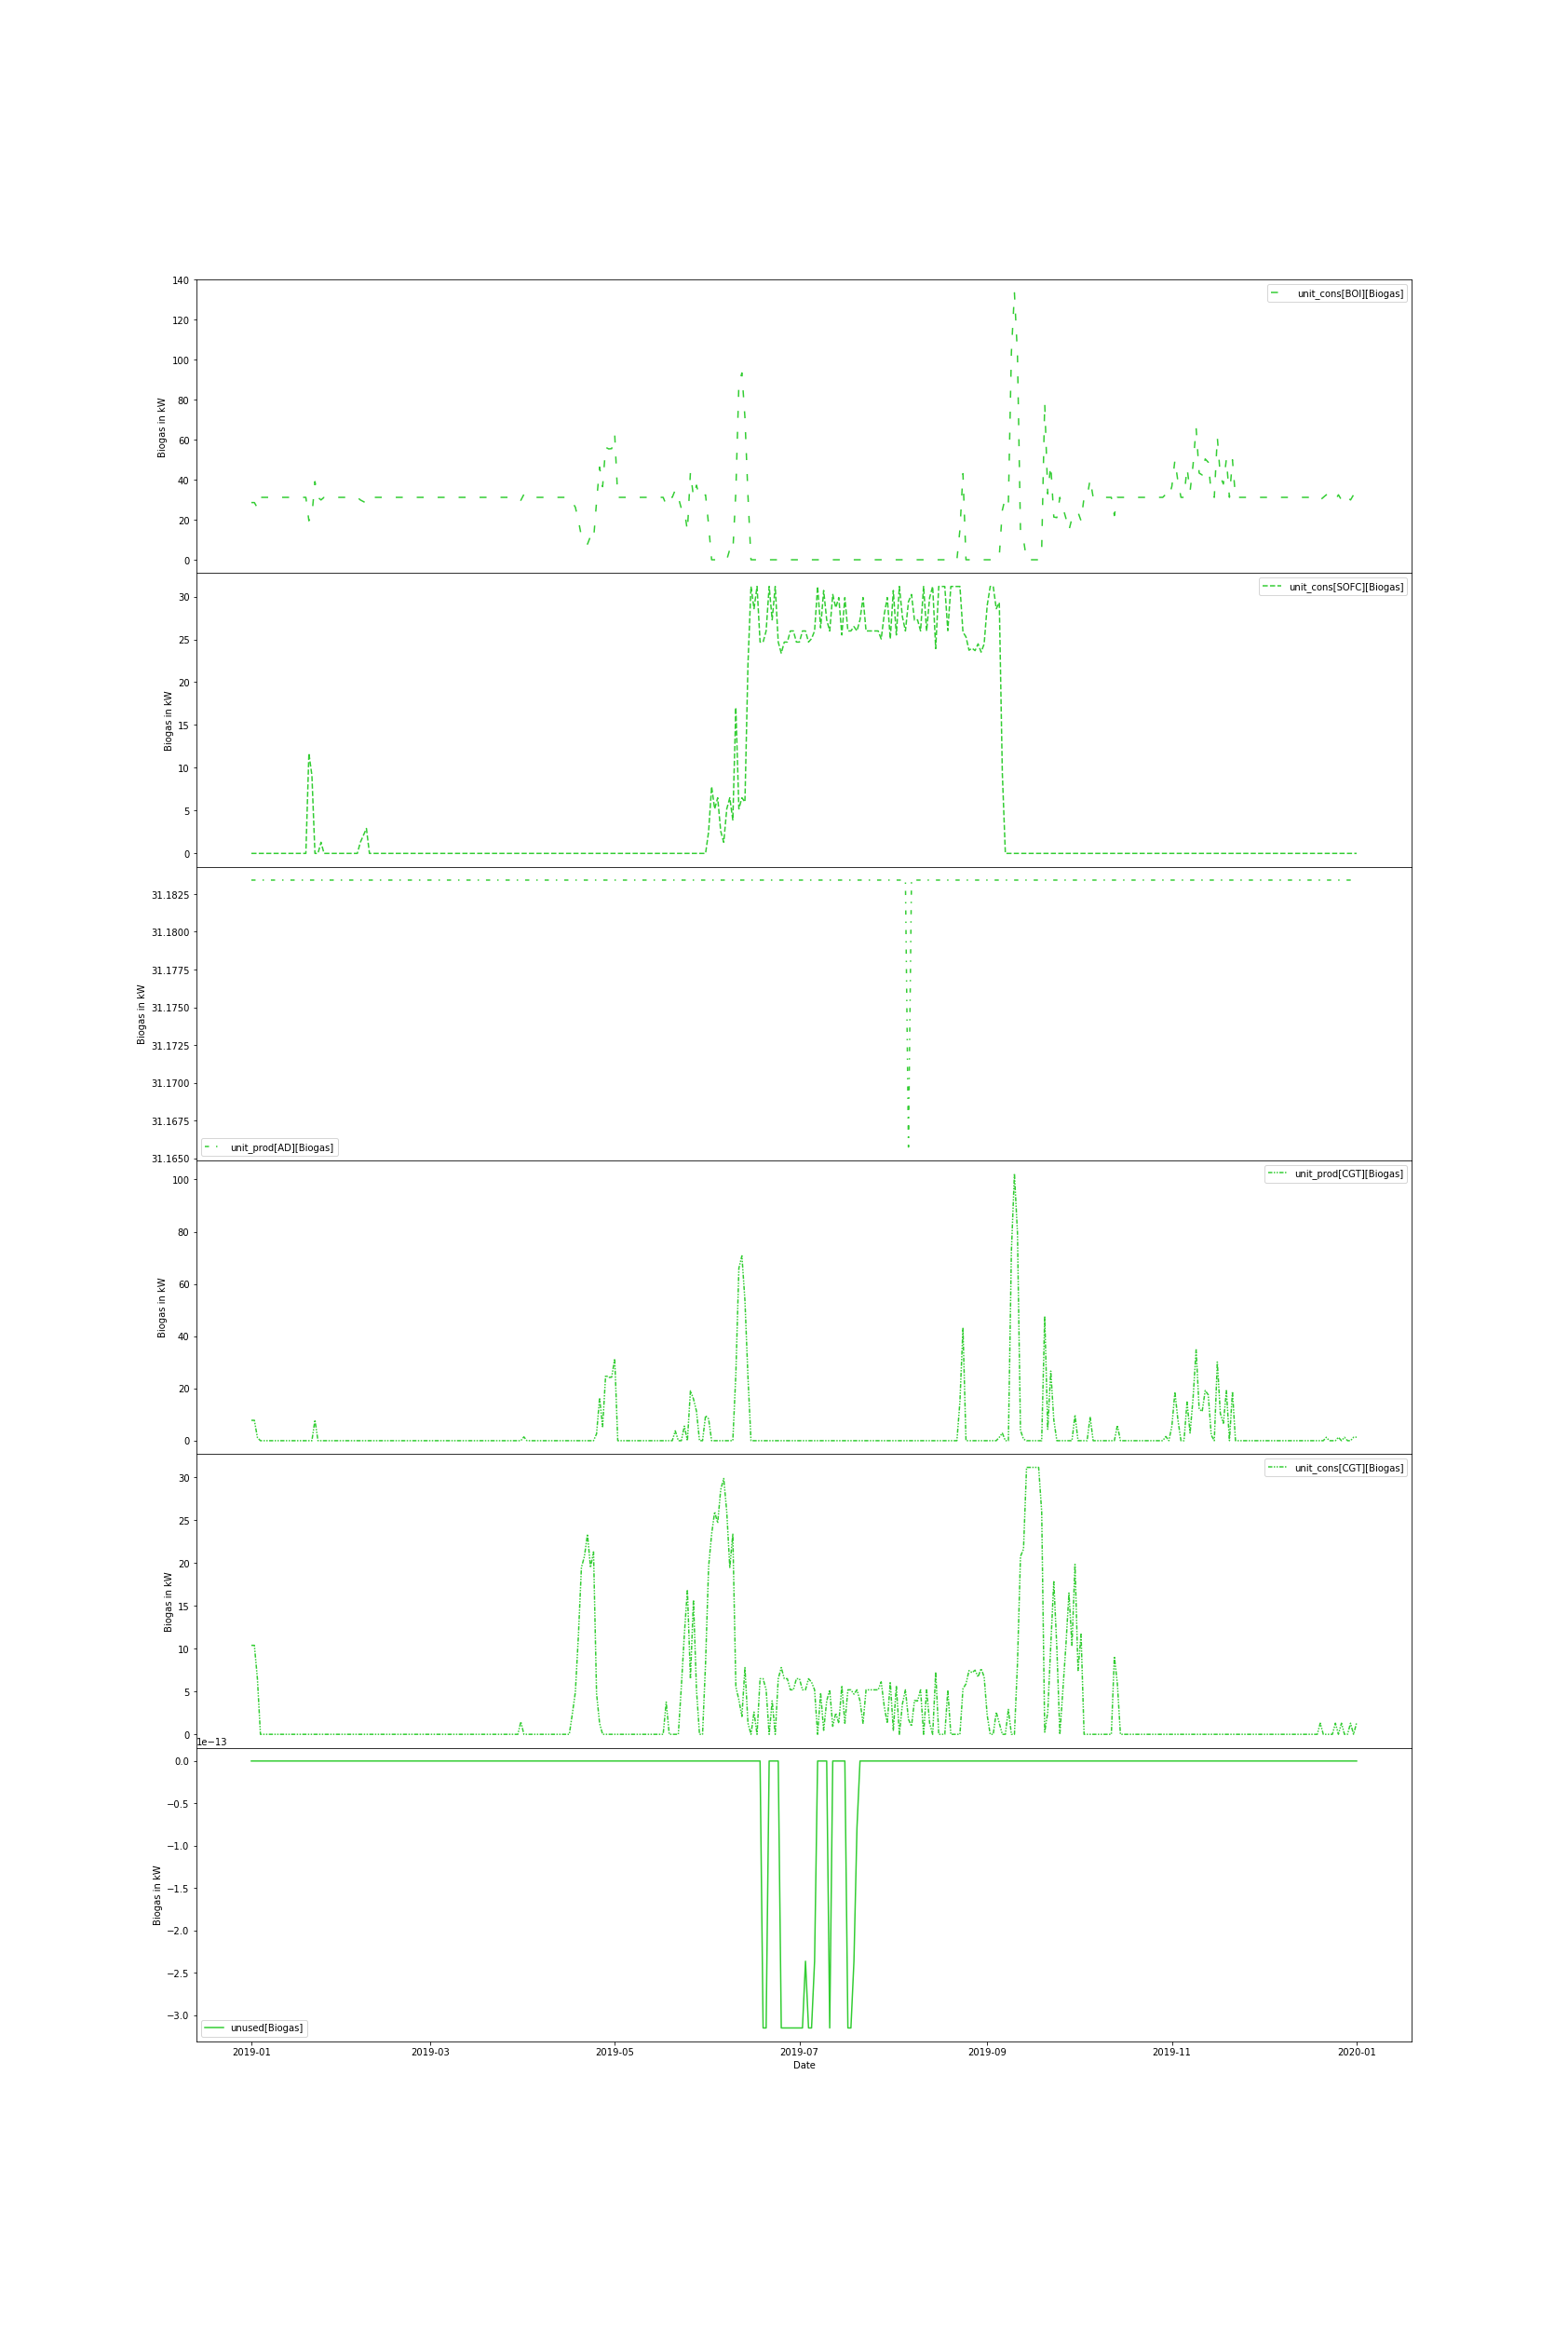 140
120
100
80
60
40
20
0
Biogas in kW
unit_cons[BOI][Biogas]
30
25
20
15
10
5
0
Biogas in kW
unit_cons[SOFC][Biogas]
31.1825
31.1800
31.1775
31.1750
31.1725
31.1700
31.1675
31.1650
Biogas in kW
unit_prod[AD][Biogas]
100
80
60
40
20
0
Biogas in kW
unit_prod[CGT][Biogas]
30
25
20
15
10
5
0
Biogas in kW
unit_cons[CGT][Biogas]
1e−13
0.0
−0.5
−1.0
−1.5
−2.0
−2.5
−3.0
Biogas in kW
unused[Biogas]
2019-01 2019-03 2019-05 2019-07 2019-09 2019-11 2020-01
Date